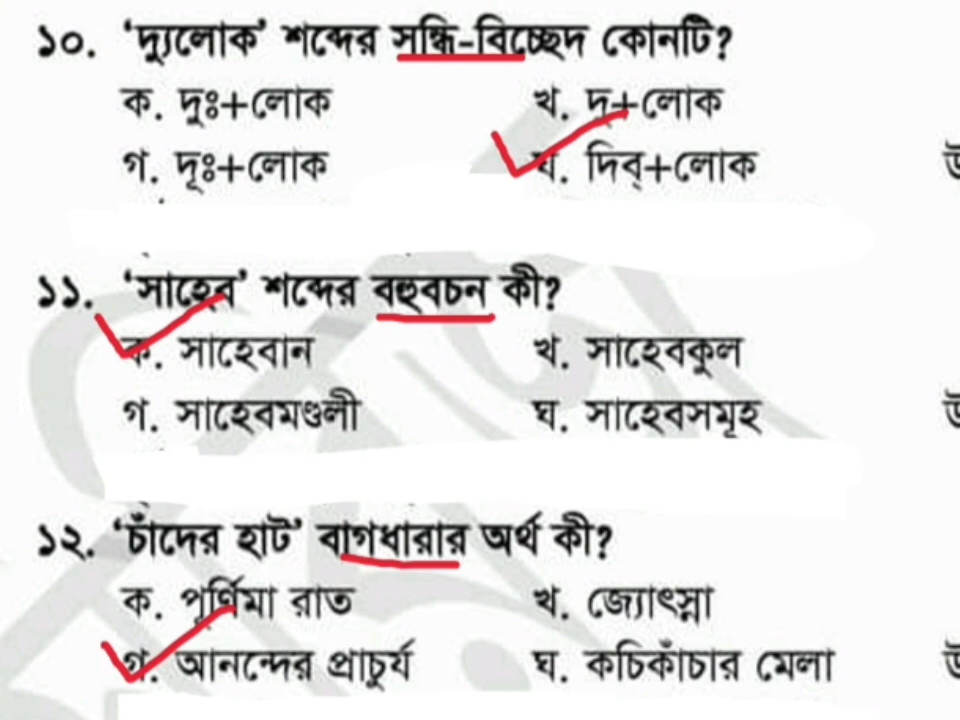 ১০. ‘দ্যুলোক’ শব্দের সন্ধি-বিচ্ছেদ কোনটি?
ক. দুঃ+লোক খ. দু+লোক
গ. দূঃ+লোক ঘ. দিব্+লোক
১১. ‘সাহেব’ শব্দের বহুবচন কী?
ক. সাহেবান খ. সাহেবকুল
গ. সাহেবমণ্ডলী ঘ. সাহেবসমূহ
১২. ‘চাঁদের হাট’ বাগধারার অর্থ কী?
ক. পূর্ণিমা রাত খ. জ্যোৎস্না
গ. আনন্দের প্রাচুর্য ঘ. কচিকাঁচার মেলা